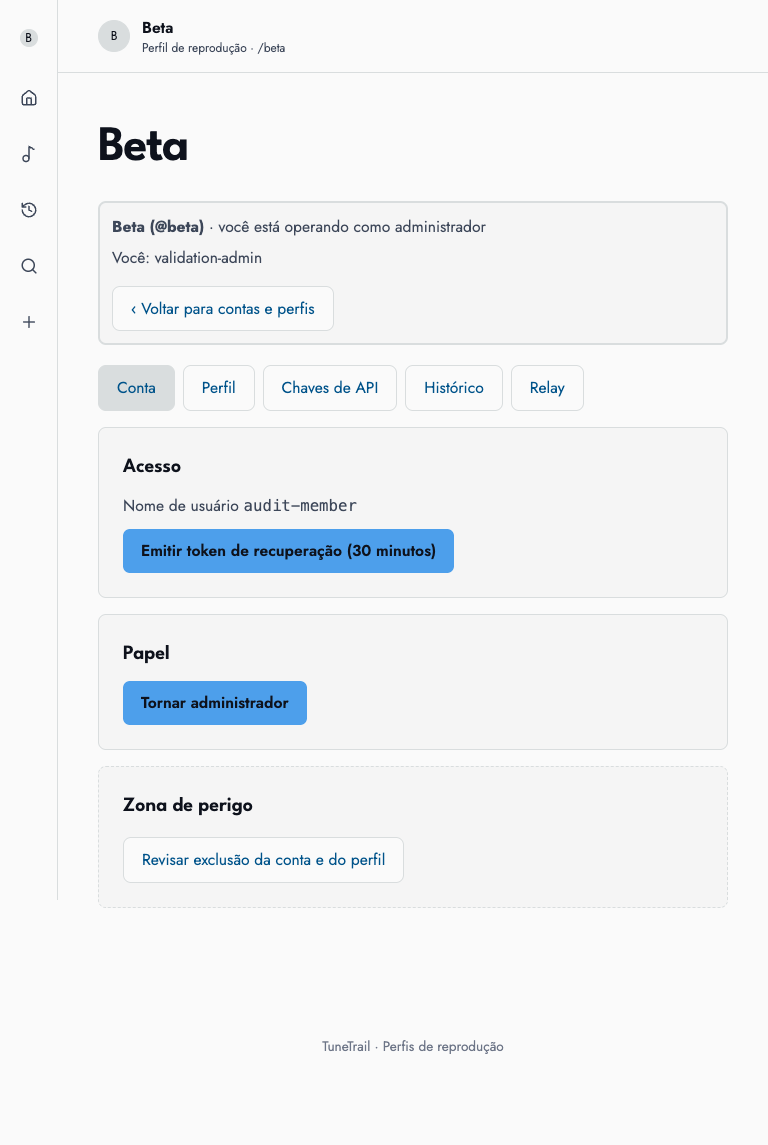 B
B
Beta
Perfil de reprodução · /beta
Beta
Beta (@beta) · você está operando como administrador
Você: validation-admin
‹ Voltar para contas e perfis
Conta
Perfil
Chaves de API
Histórico
Relay
Acesso
Nome de usuário audit-member
Emitir token de recuperação (30 minutos)
Papel
Tornar administrador
Zona de perigo
Revisar exclusão da conta e do perfil
TuneTrail · Perfis de reprodução